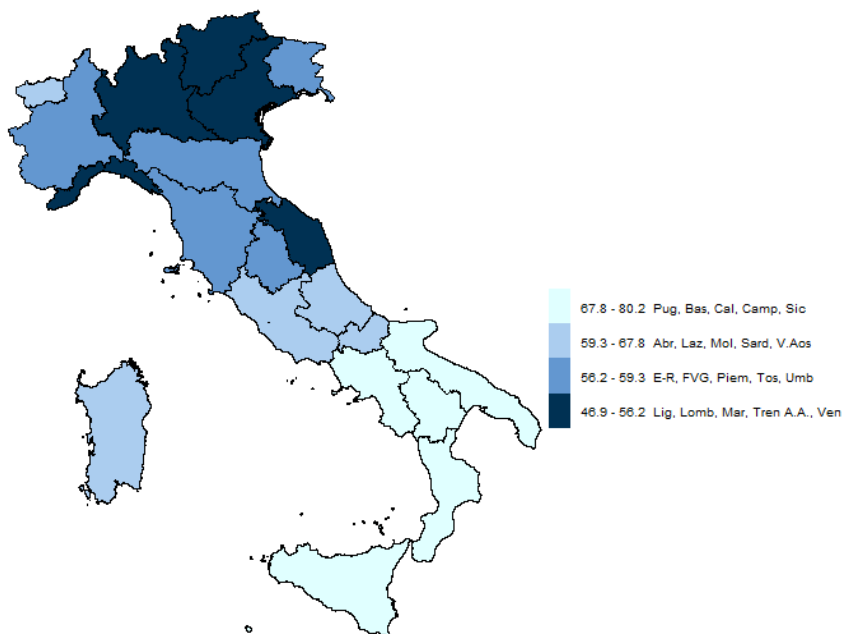 67.8 - 80.2 Pug, Bas, Cal, Camp, Sic
59.3 - 67.8 Abr, Laz, Mol, Sard, V.Aos
56.2 - 59.3 E-R, FVG, Piem, Tos, Umb
46.9 - 56.2 Lig, Lomb, Mar, Tren A.A., Ven